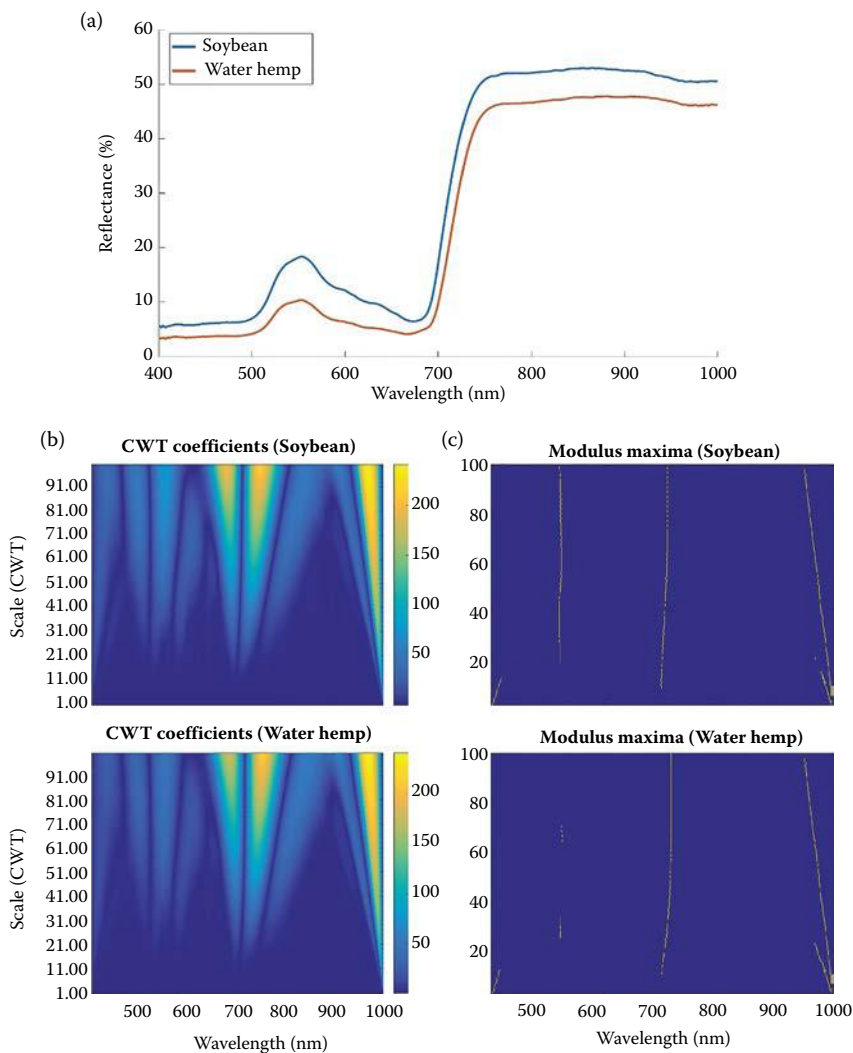 (a)
60
50
40
30
20
10
0
Reflectance (%)
Soybean
Water hemp
400 500 600 700 800 900 1000
Wavelength (nm)
(b)
CWT coefficients (Soybean)
91.00
81.00
71.00
61.00
51.00
41.00
31.00
21.00
11.00
1.00
Scale (CWT)
200
150
100
50
(c)
Modulus maxima (Soybean)
100
80
60
40
20
CWT coefficients (Water hemp)
91.00
81.00
71.00
61.00
51.00
41.00
31.00
21.00
11.00
1.00
Scale (CWT)
200
150
100
50
500 600 700 800 900 1000
Wavelength (nm)
Modulus maxima (Water hemp)
100
80
60
40
20
500 600 700 800 900 1000
Wavelength (nm)